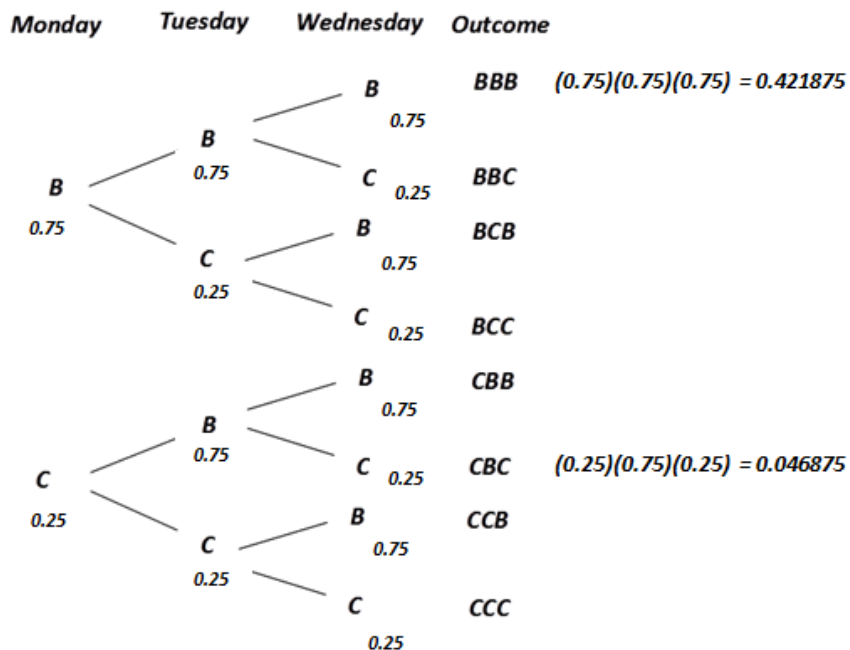 Monday Tuesday Wednesday Outcome
B BBB (0.75)(0.75)(0.75) = 0.421875
0.75
B
0.75
C 0.25 BBC
B
0.75
B BCB
0.75
C
0.25
C 0.25 BCC
B CBB
0.75
B
0.75
C 0.25 CBC (0.25)(0.75)(0.25) = 0.046875
C
0.25
B CCB
0.75
C
0.25
C CCC
0.25